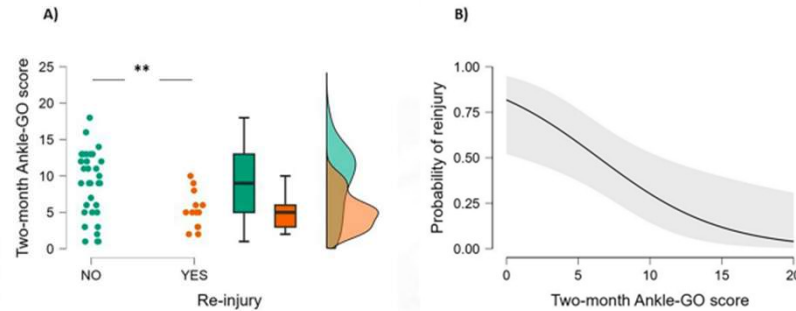 A)
Two-month Ankle-GO score
25
20
15
10
5
0
**
NO
YES
Re-injury
B)
Probability of reinjury
1.00
0.75
0.50
0.25
0.00
0
5
10
15
20
Two-month Ankle-GO score